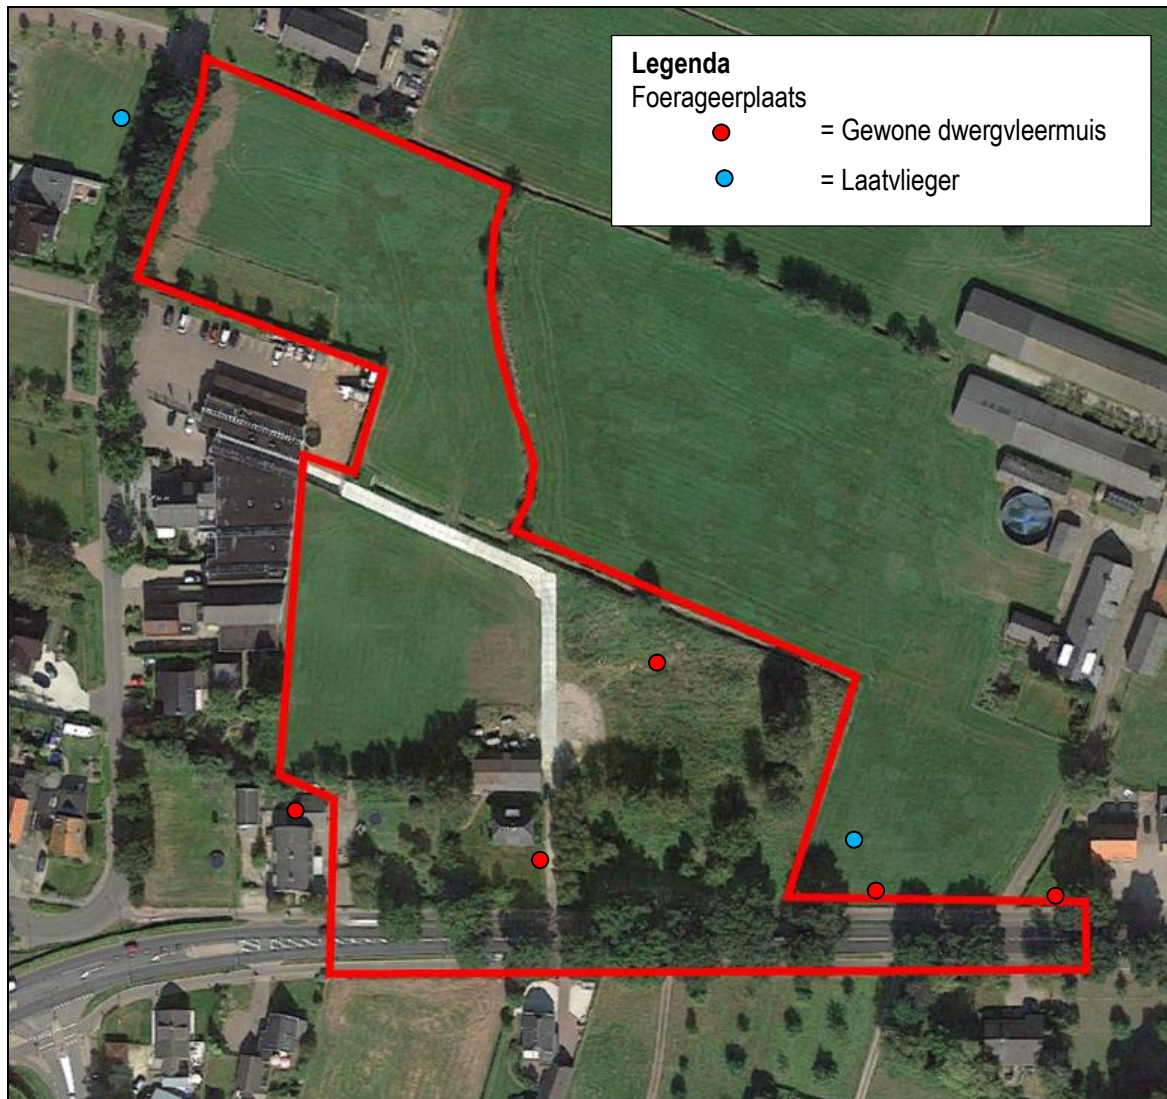 Legenda
Foerageerplaats
= Gewone dwergvleermuis
= Laatvlieger